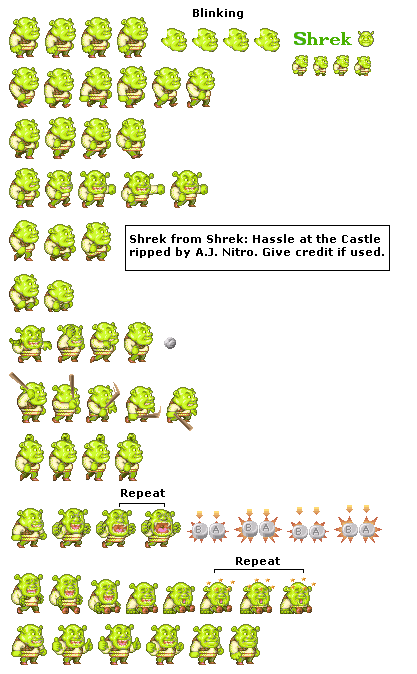 Blinking
Shrek
Shrek from Shrek: Hassle at the Castle
ripped by A.J. Nitro. Give credit if used.
Repeat
B A B A B A B A
Repeat